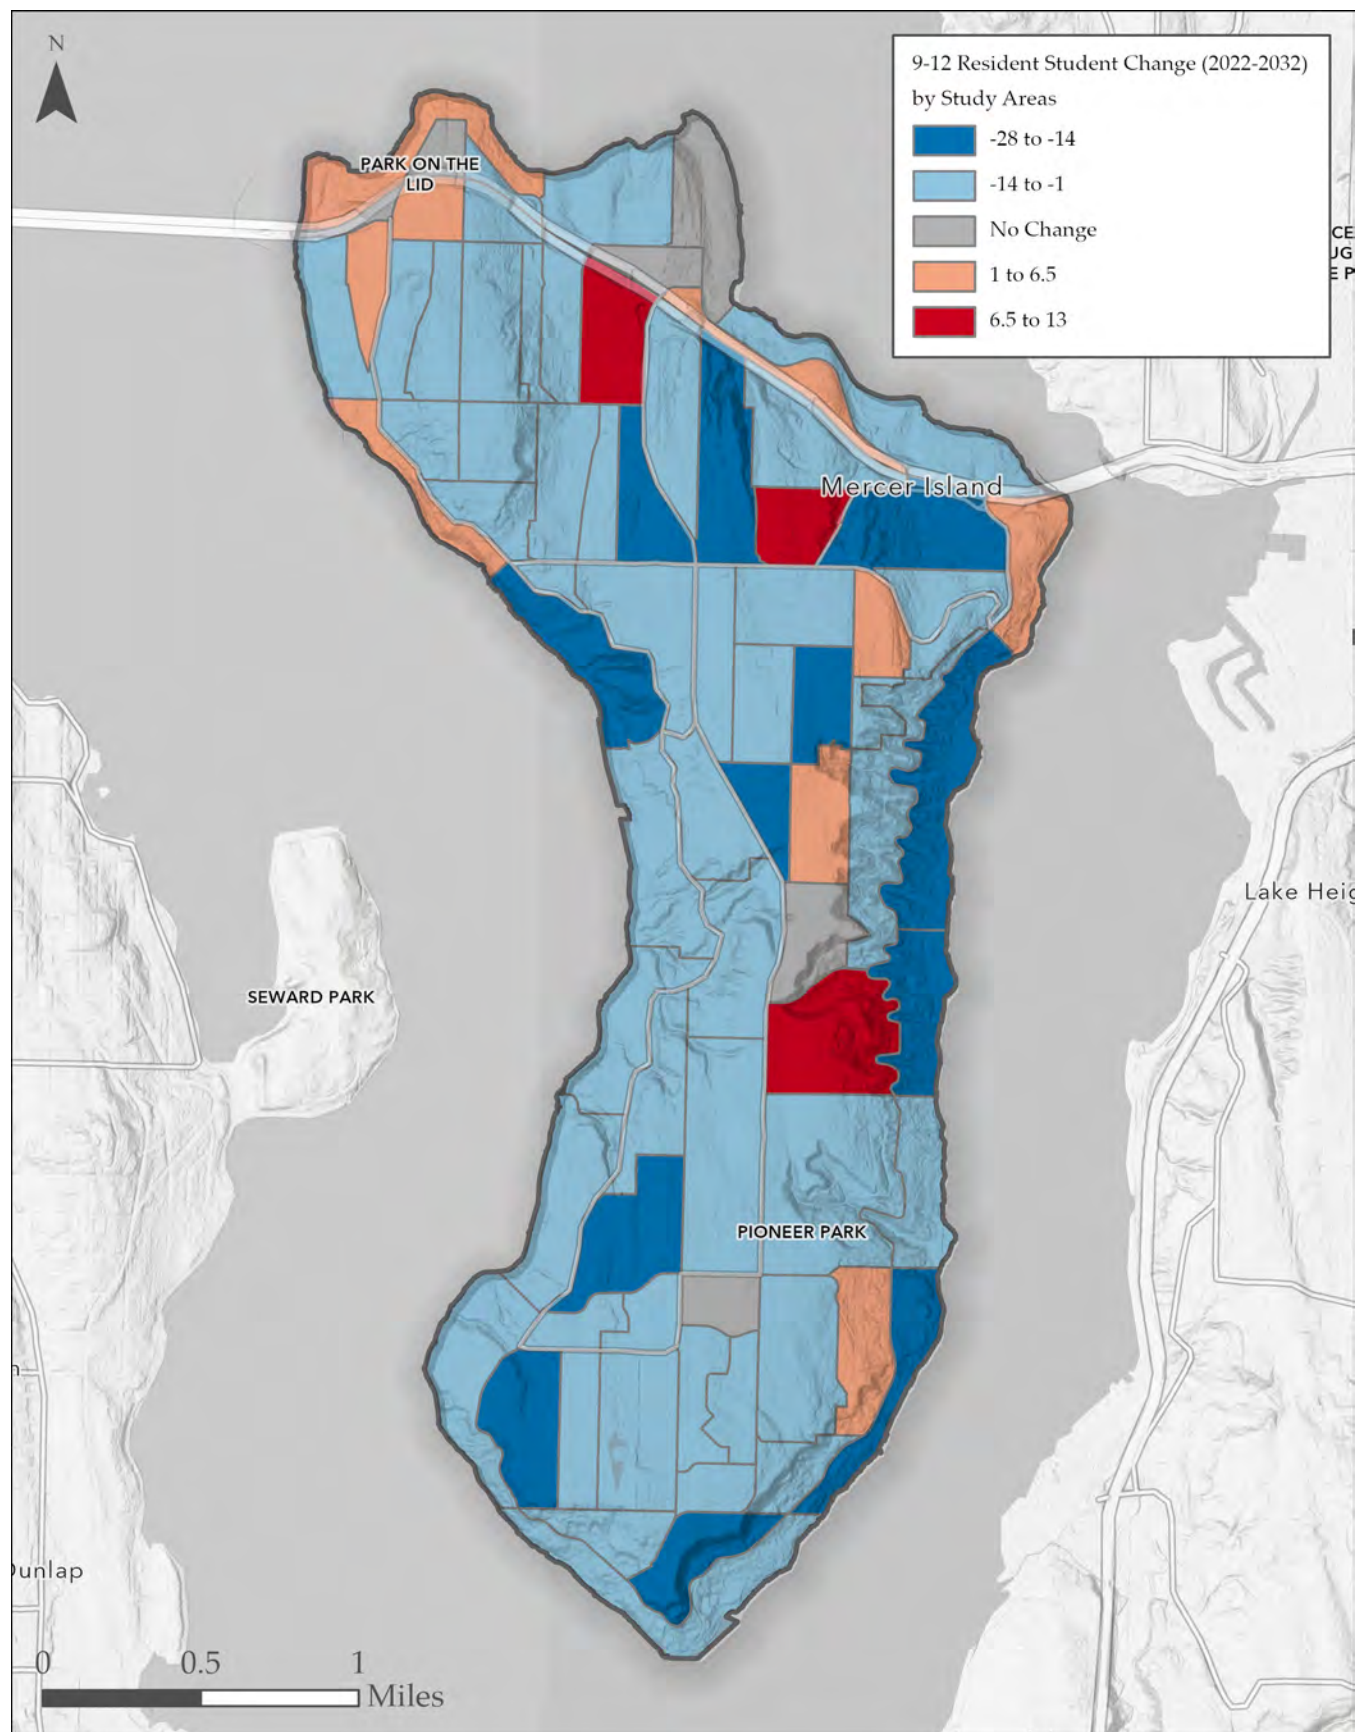 N
9-12 Resident Student Change (2022-2032)
by Study Areas
-28 to -14
-14 to -1
No Change
1 to 6.5
6.5 to 13
PARK ON THE
LID
CE
UG
E P
Mercer Island
Lake Heig
SEWARD PARK
PIONEER PARK
Dunlap
0 0.5 1
Miles